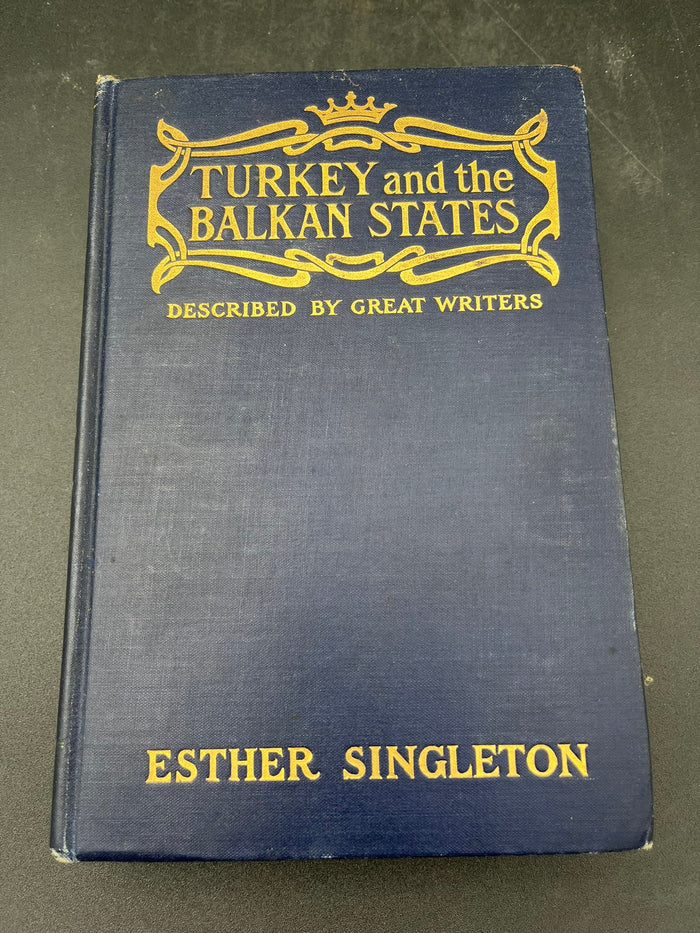 TURKEY and the
BALKAN STATES
DESCRIBED BY GREAT WRITERS
ESTHER SINGLETON